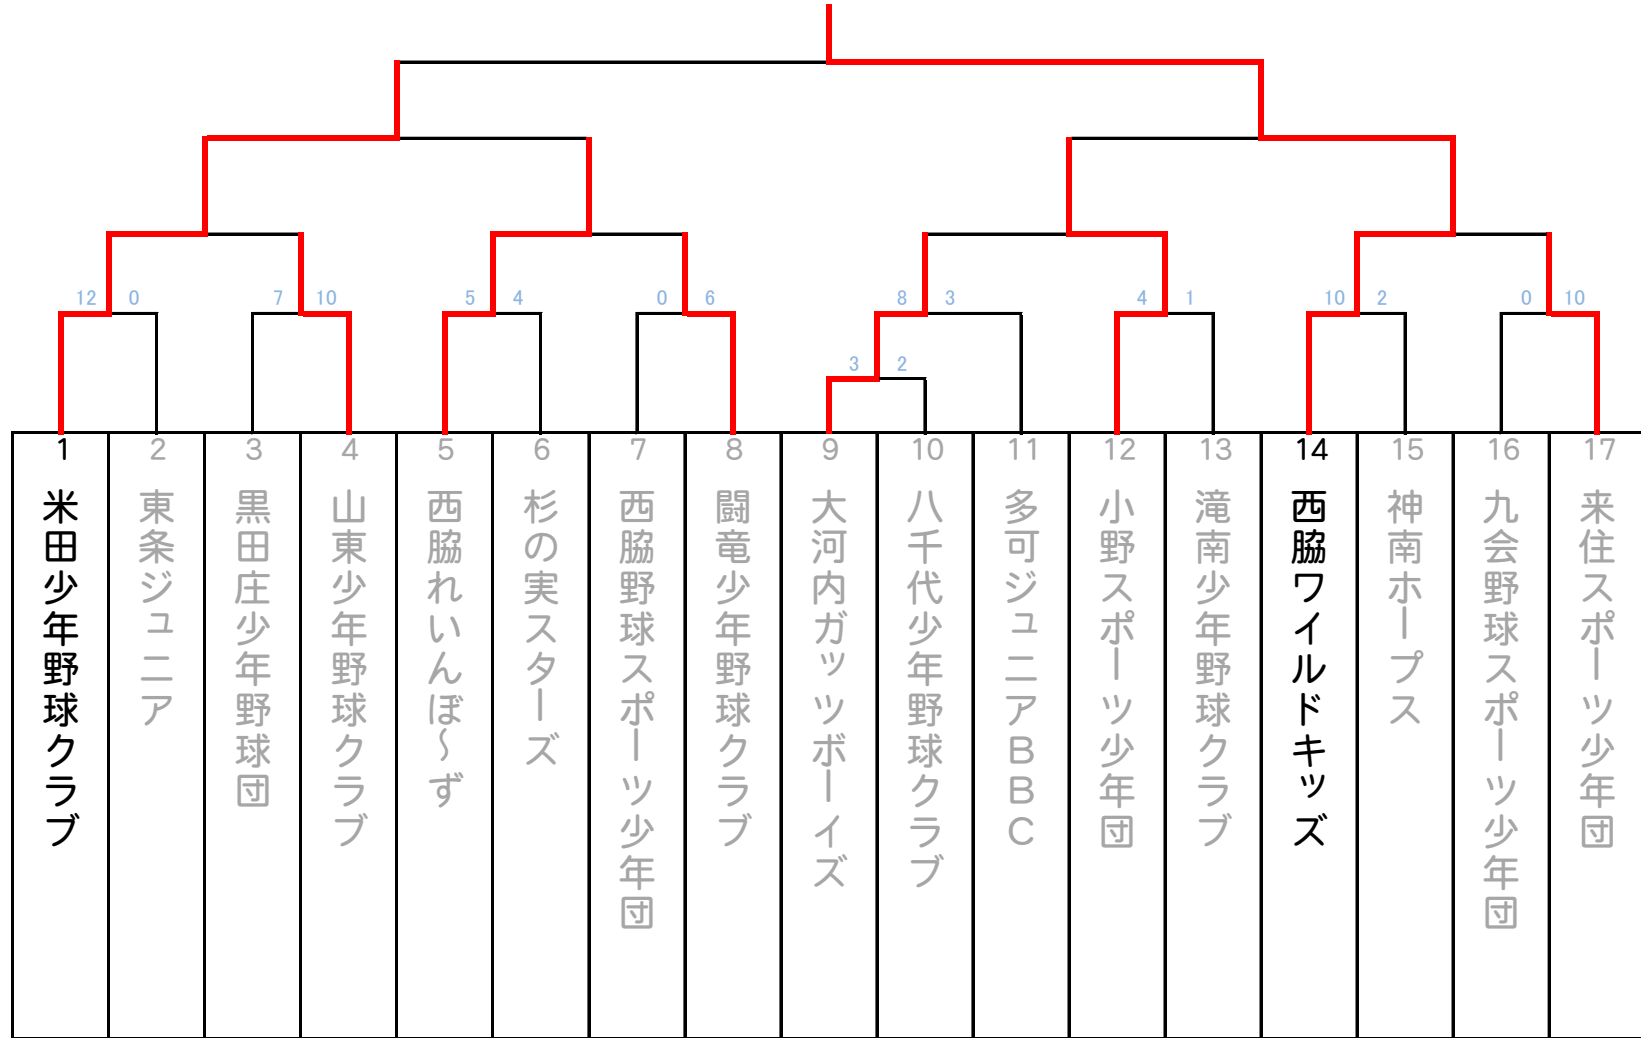 12 0 7 10 5 4 0 6 8 3 4 1 10 2 0 10
3 2
1 2 3 4 5 6 7 8 9 10 11 12 13 14 15 16 17
米田少年野球クラブ
東条ジュニア
黒田庄少年野球団
山東少年野球クラブ
西脇れいんぼ～ず
杉の実スターズ
西脇野球スポーツ少年団
闘竜少年野球クラブ
大河内ガッツボーイズ
八千代少年野球クラブ
多可ジュニアBBC
小野スポーツ少年団
滝南少年野球クラブ
西脇ワイルドキッズ
神南ホープス
九会野球スポーツ少年団
来住スポーツ少年団